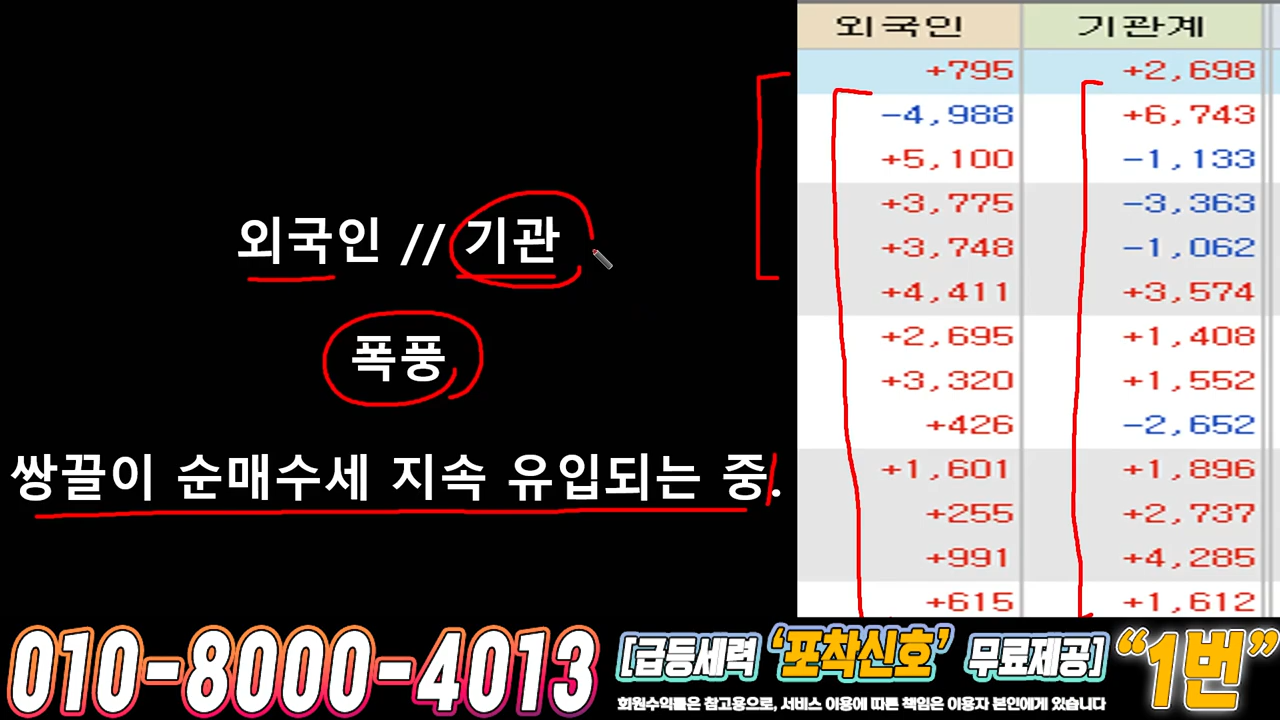 외국인 // 기관
폭풍
쌍끌이 순매수세 지속 유입되는 중.
외국인 기관계
+795 +2,698
-4,988 +6,743
+5,100 -1,133
+3,775 -3,363
+3,748 -1,062
+4,411 +3,574
+2,695 +1,408
+3,320 +1,552
+426 -2,652
+1,601 +1,896
+255 +2,737
+991 +4,285
+615 +1,612
010-8000-4013 [급등세력 '포착신호' 무료제공] "1번"
회원수익률은 참고용으로, 서비스 이용에 따른 책임은 이용자 본인에게 있습니다